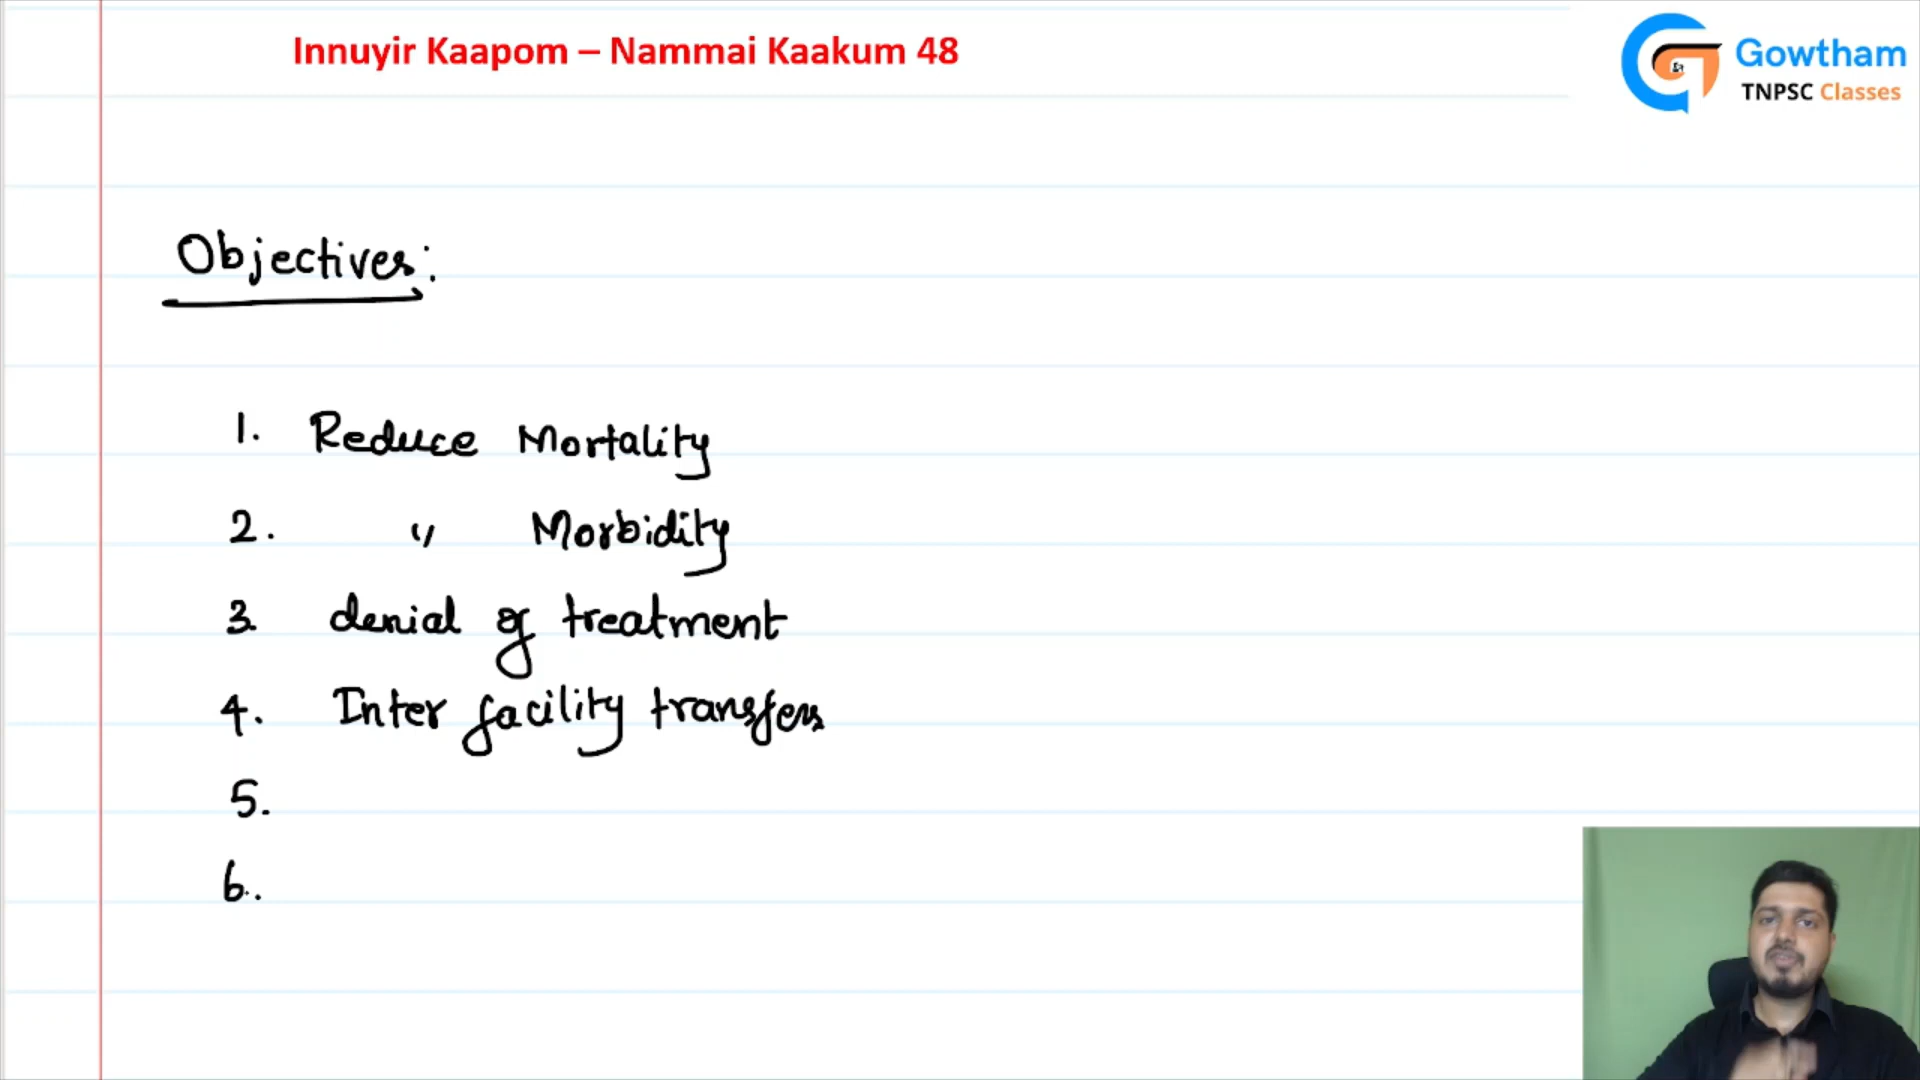 Innuyir Kaapom – Nammai Kaakum 48
Gowtham
TNPSC Classes
Objectives:
1. Reduce Mortality
2. " Morbidity
3. denial of treatment
4. Inter facility transfers
5.
6.